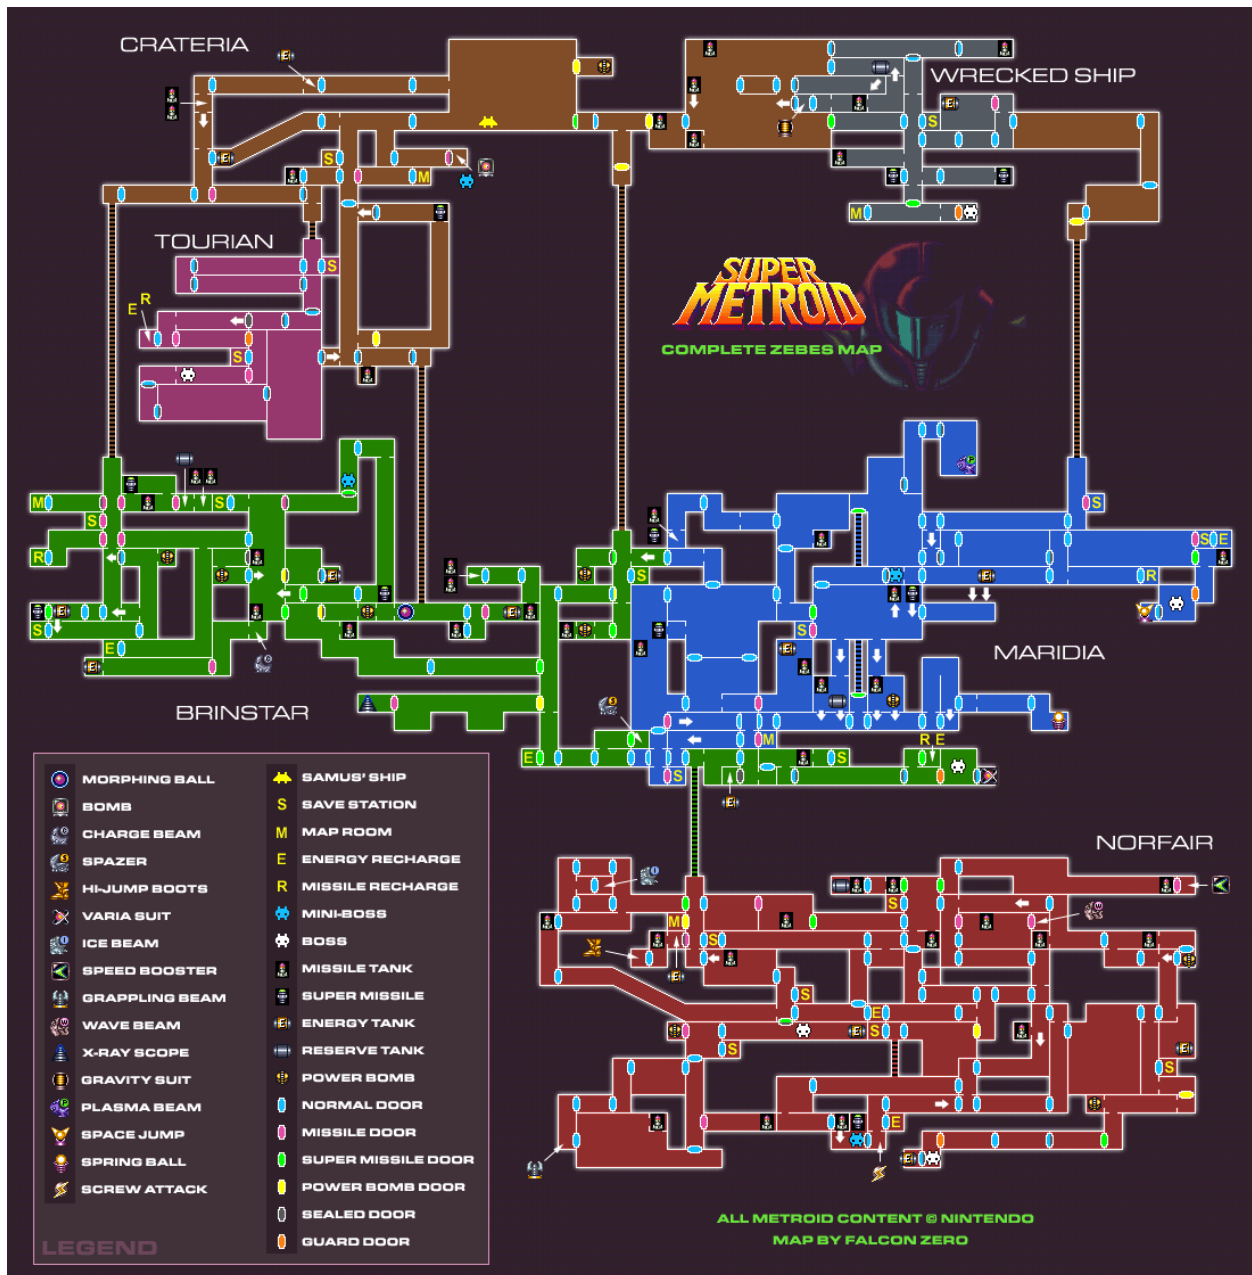 CRATERIA
WRECKED SHIP
TOURIAN
SUPER
METROID
COMPLETE ZEBES MAP
MARIDIA
BRINSTAR
NORFAIR
MORPHING BALL
BOMB
CHARGE BEAM
SPAZER
HI-JUMP BOOTS
VARIA SUIT
ICE BEAM
SPEED BOOSTER
GRAPPLING BEAM
WAVE BEAM
X-RAY SCOPE
GRAVITY SUIT
PLASMA BEAM
SPACE JUMP
SPRING BALL
SCREW ATTACK
SAMUS' SHIP
S SAVE STATION
M MAP ROOM
E ENERGY RECHARGE
R MISSILE RECHARGE
MINI-BOSS
BOSS
MISSILE TANK
SUPER MISSILE
ENERGY TANK
RESERVE TANK
POWER BOMB
NORMAL DOOR
MISSILE DOOR
SUPER MISSILE DOOR
POWER BOMB DOOR
SEALED DOOR
GUARD DOOR
LEGEND
ALL METROID CONTENT © NINTENDO
MAP BY FALCON ZERO